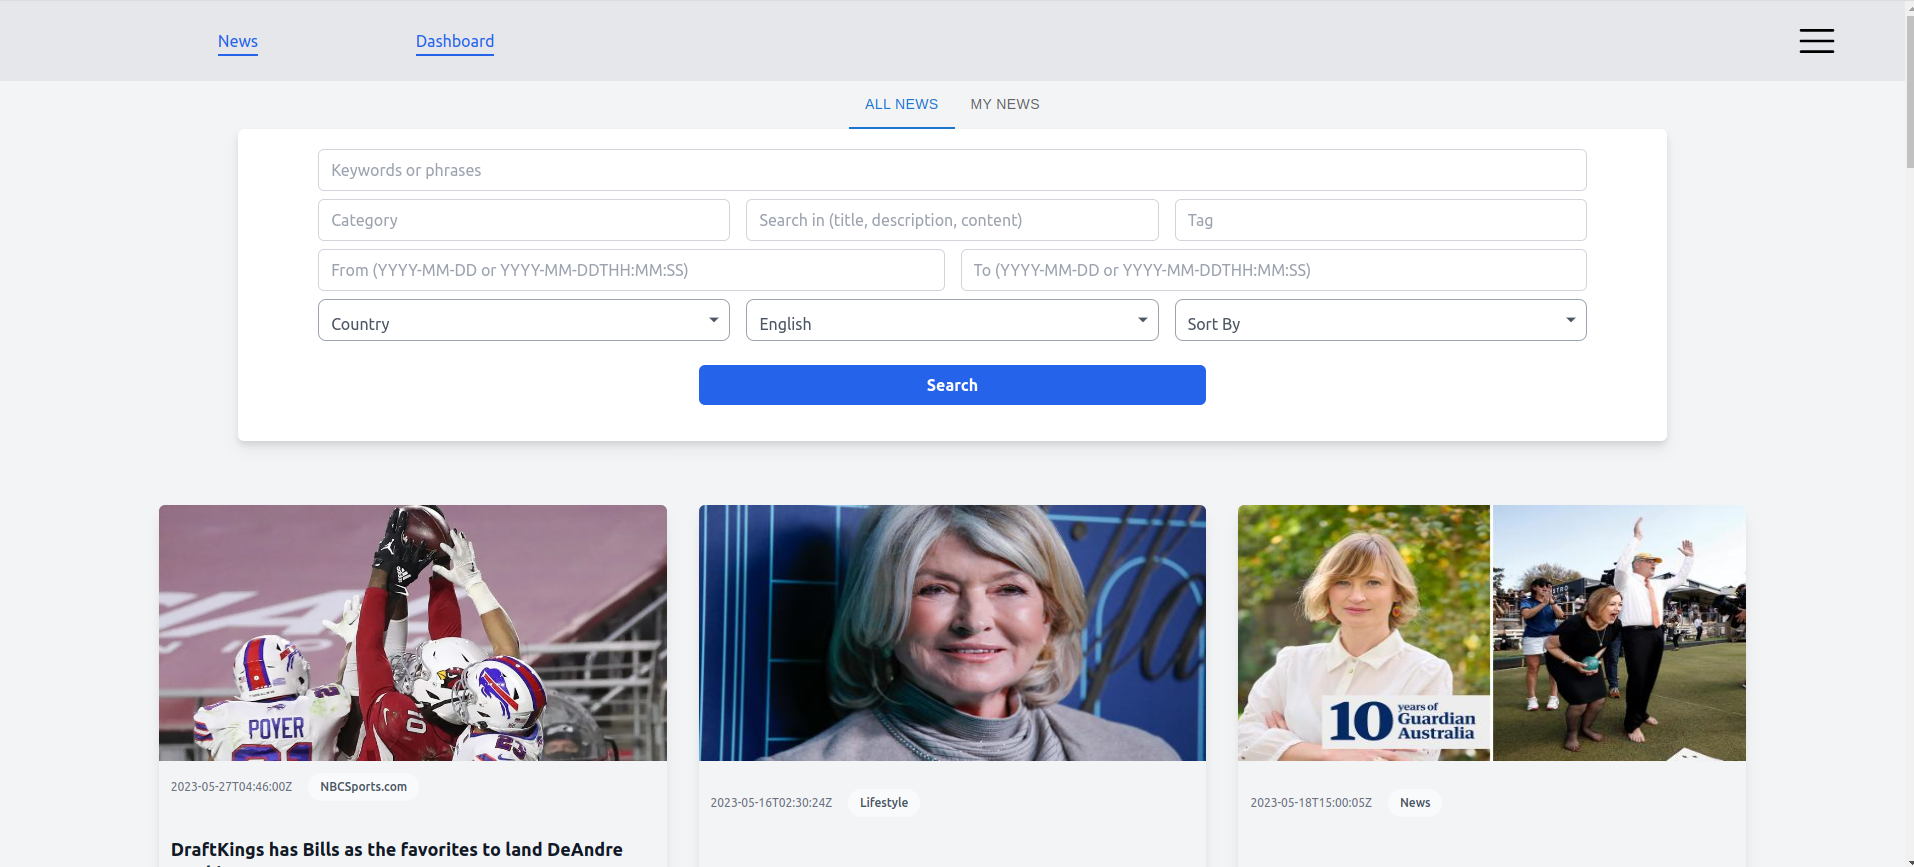 News
Dashboard
ALL NEWS
MY NEWS
Keywords or phrases
Category
Search in (title, description, content)
Tag
From (YYYY-MM-DD or YYYY-MM-DDTHH:MM:SS)
To (YYYY-MM-DD or YYYY-MM-DDTHH:MM:SS)
Country
English
Sort By
Search
POYER
10
10 years of
Guardian
Australia
2023-05-27T04:46:00Z
NBCSports.com
2023-05-16T02:30:24Z
Lifestyle
2023-05-18T15:00:05Z
News
DraftKings has Bills as the favorites to land DeAndre